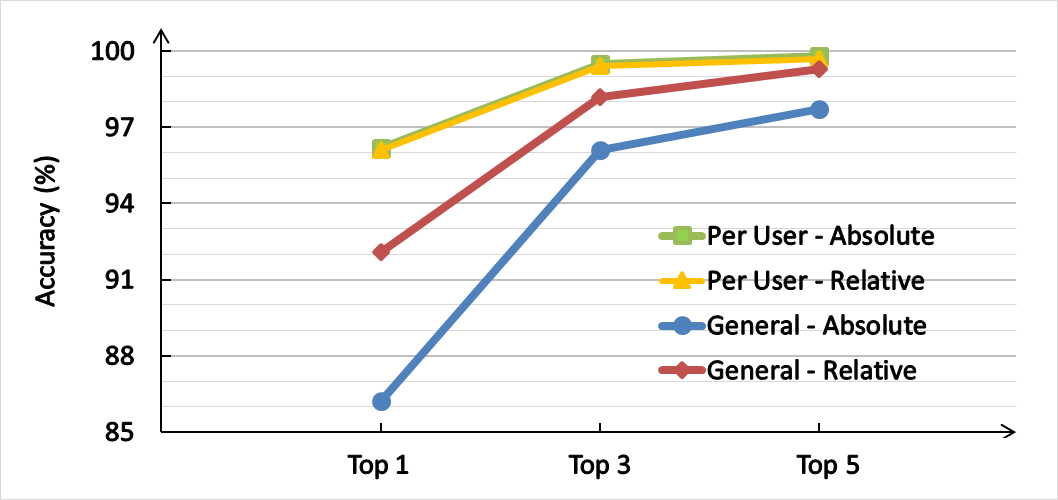 100
97
94
91
88
85
Accuracy (%)
Per User - Absolute
Per User - Relative
General - Absolute
General - Relative
Top 1
Top 3
Top 5